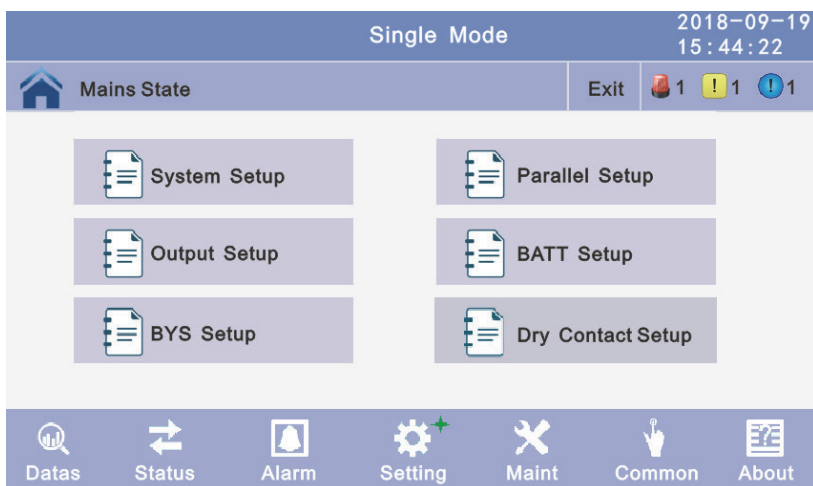 Single Mode
2018-09-19
15:44:22
Mains State
Exit
1
! 1
! 1
System Setup
Parallel Setup
Output Setup
BATT Setup
BYS Setup
Dry Contact Setup
Datas
Status
Alarm
Setting
Maint
Common
?
About